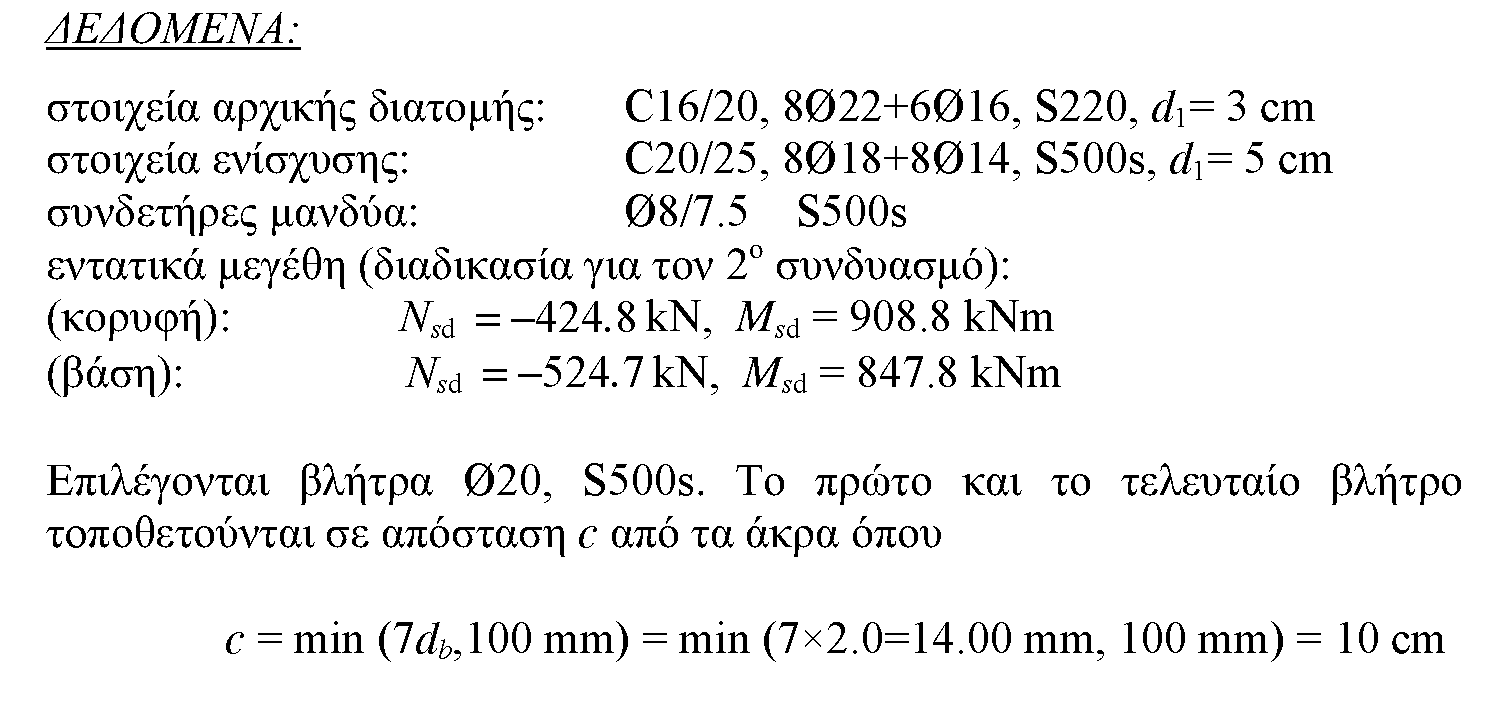 ΔΕΔΟΜΕΝΑ:
στοιχεία αρχικής διατομής: C16/20, 8Ø22+6Ø16, S220, d₁= 3 cm
στοιχεία ενίσχυσης: C20/25, 8Ø18+8Ø14, S500s, d₁= 5 cm
συνδετήρες μανδύα: Ø8/7.5 S500s
εντατικά μεγέθη (διαδικασία για τον 2ο συνδυασμό):
(κορυφή): Nsd = −424.8 kN, Msd = 908.8 kNm
(βάση): Nsd = −524.7 kN, Msd = 847.8 kNm
Επιλέγονται βλήτρα Ø20, S500s. Το πρώτο και το τελευταίο βλήτρο
τοποθετούνται σε απόσταση c από τα άκρα όπου
c = min (7db,100 mm) = min (7×2.0=14.00 mm, 100 mm) = 10 cm